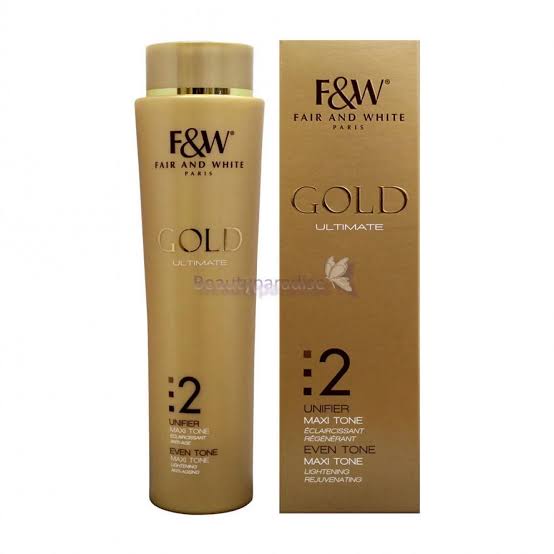 F&W®
FAIR AND WHITE
PARIS
GOLD
ULTIMATE
2
UNIFIER
MAXI TONE
ÉCLAIRCISSANT
ANTI-AGE
EVEN TONE
MAXI TONE
LIGHTENING
ANTI-AGEING
F&W®
FAIR AND WHITE
PARIS
GOLD
ULTIMATE
2
UNIFIER
MAXI TONE
ÉCLAIRCISSANT
RÉGÉNÉRANT
EVEN TONE
MAXI TONE
LIGHTENING
REJUVENATING
Beautyparadise